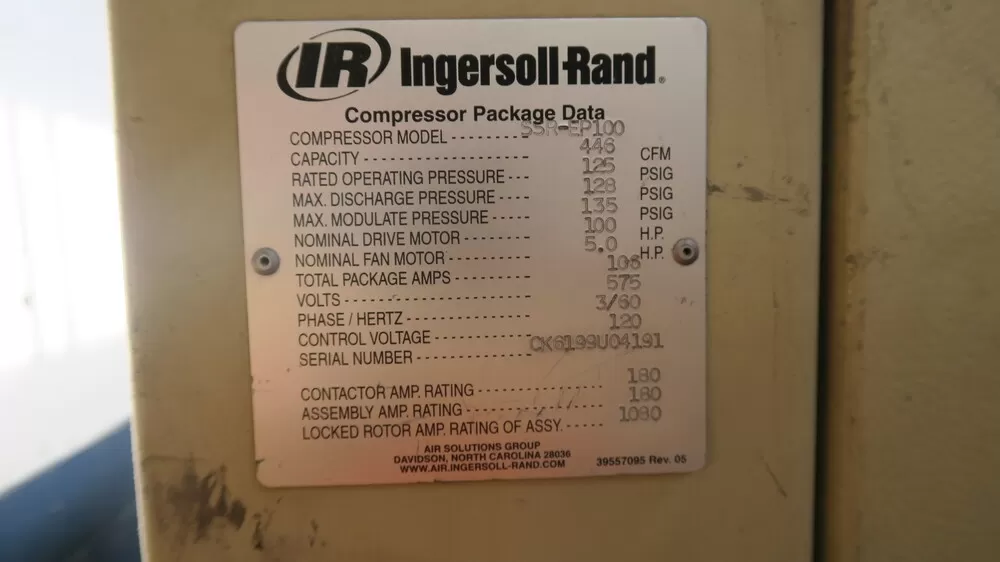 IR Ingersoll-Rand®
Compressor Package Data
COMPRESSOR MODEL - - - - - - - - SSR-EP100
CAPACITY - - - - - - - - - - - - - - - - - 446 CFM
RATED OPERATING PRESSURE - - - 125 PSIG
MAX. DISCHARGE PRESSURE - - - - - 128 PSIG
MAX. MODULATE PRESSURE - - - - - 135 PSIG
NOMINAL DRIVE MOTOR - - - - - - - 100 H.P.
NOMINAL FAN MOTOR - - - - - - - - - 5.0 H.P.
TOTAL PACKAGE AMPS - - - - - - - - 106
VOLTS - - - - - - - - - - - - - - - - - - - 575
PHASE / HERTZ - - - - - - - - - - - - - 3/60
CONTROL VOLTAGE - - - - - - - - - - 120
SERIAL NUMBER - - - - - - - - - - - - CK6199U04191
CONTACTOR AMP. RATING - - - - - - - - - - - - - 180
ASSEMBLY AMP. RATING - - - - - - - - - - - - - - 180
LOCKED ROTOR AMP. RATING OF ASSY. - - - - - 1080
AIR SOLUTIONS GROUP
DAVIDSON, NORTH CAROLINA 28036
WWW.AIR.INGERSOLL-RAND.COM 39557095 Rev. 05